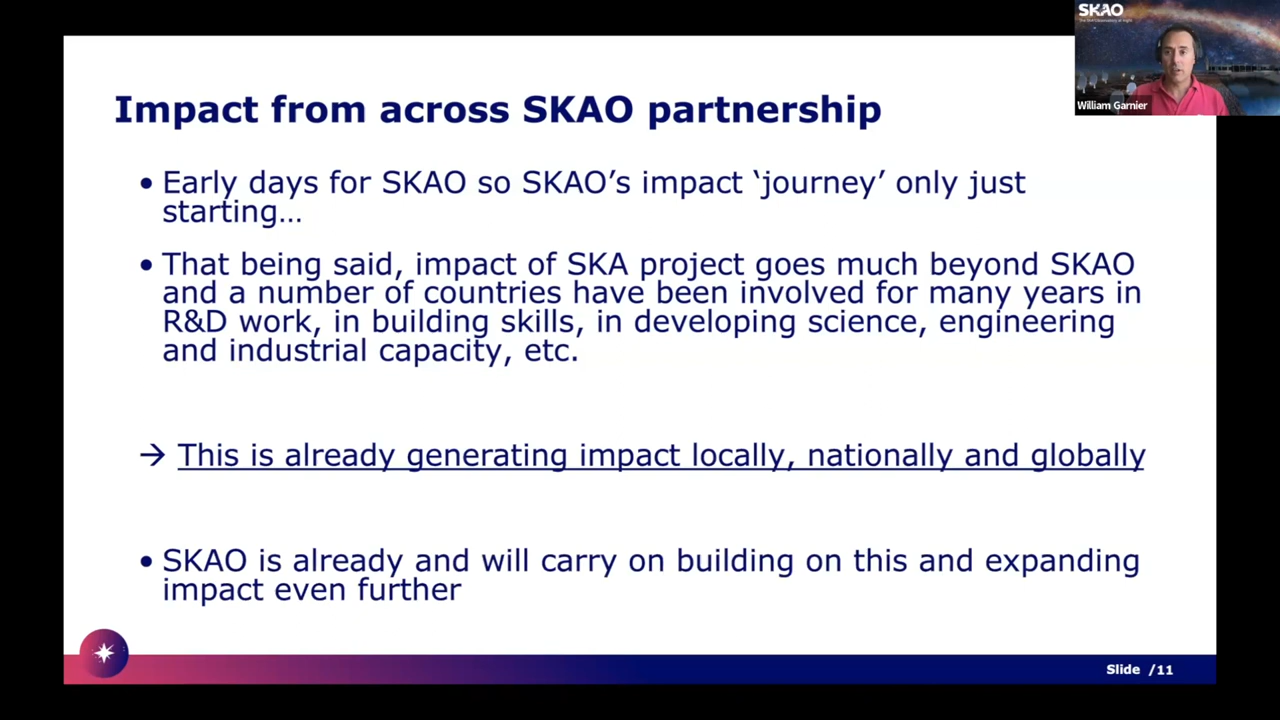 SKAO
William Garnier
Impact from across SKAO partnership
• Early days for SKAO so SKAO’s impact ‘journey’ only just
starting…
• That being said, impact of SKA project goes much beyond SKAO
and a number of countries have been involved for many years in
R&D work, in building skills, in developing science, engineering
and industrial capacity, etc.
→ This is already generating impact locally, nationally and globally
• SKAO is already and will carry on building on this and expanding
impact even further
Slide /11